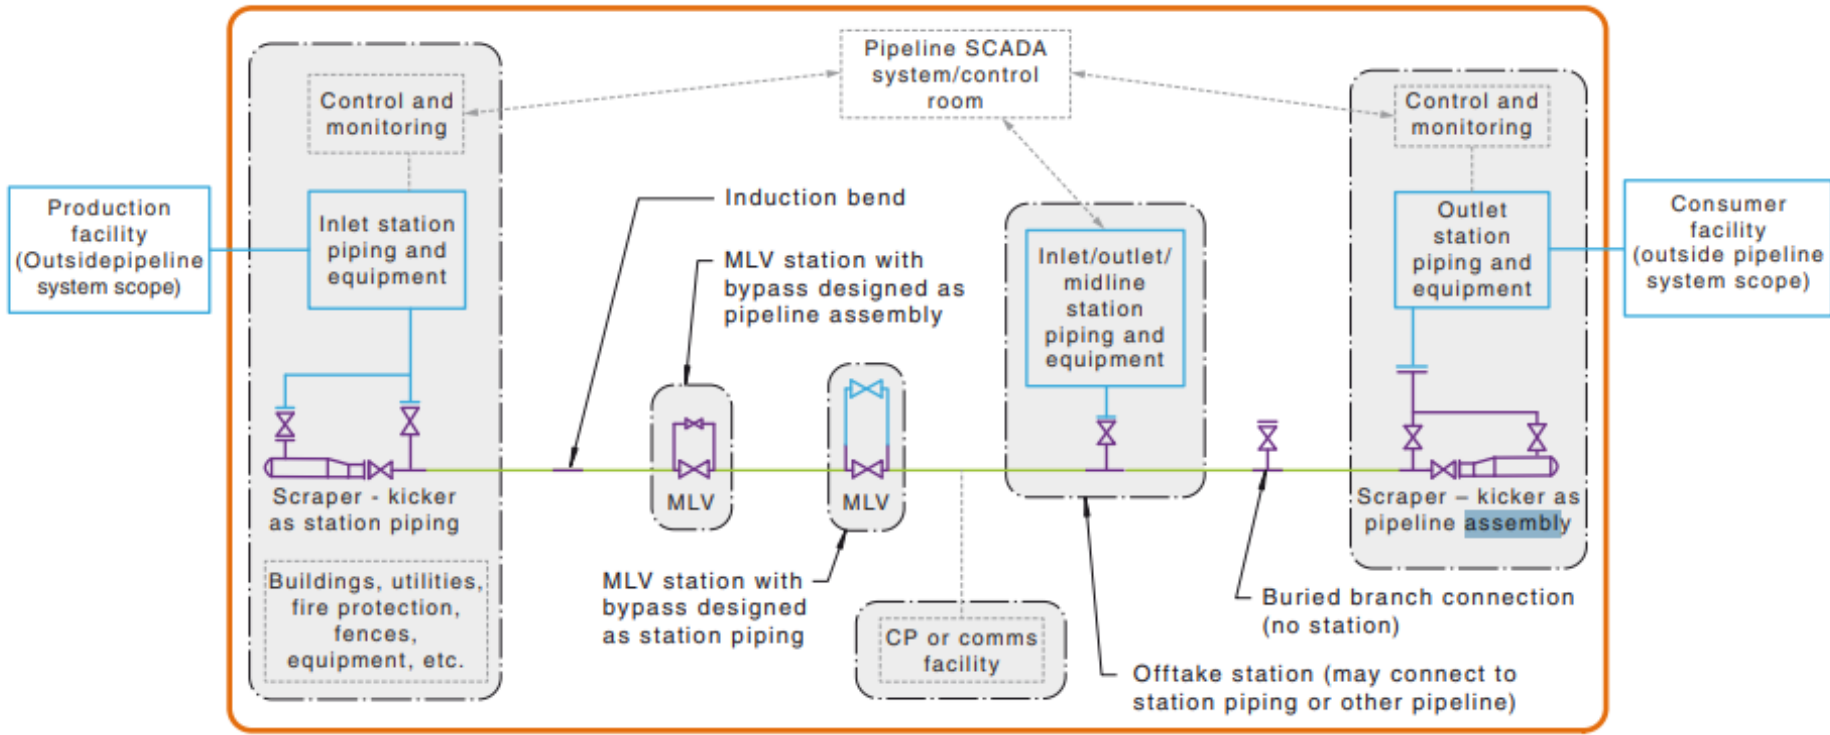 Production
facility
(Outsidepipeline
system scope)
Control and
monitoring
Inlet station
piping and
equipment
Scraper - kicker
as station piping
Buildings, utilities,
fire protection,
fences,
equipment, etc.
Pipeline SCADA
system/control
room
Induction bend
MLV station with
bypass designed as
pipeline assembly
MLV
MLV
MLV station with
bypass designed
as station piping
CP or comms
facility
Inlet/outlet/
midline
station
piping and
equipment
Offtake station (may connect to
station piping or other pipeline)
Buried branch connection
(no station)
Control and
monitoring
Outlet
station
piping and
equipment
Scraper – kicker as
pipeline assembly
Consumer
facility
(outside pipeline
system scope)